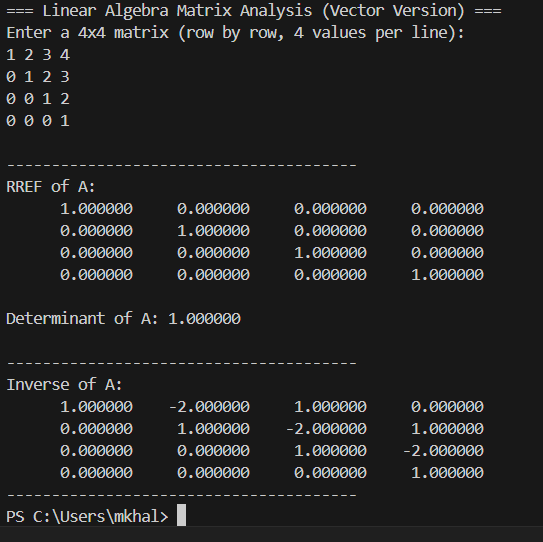 === Linear Algebra Matrix Analysis (Vector Version) ===
Enter a 4x4 matrix (row by row, 4 values per line):
1 2 3 4
0 1 2 3
0 0 1 2
0 0 0 1
---------------------------------------
RREF of A:
1.000000 0.000000 0.000000 0.000000
0.000000 1.000000 0.000000 0.000000
0.000000 0.000000 1.000000 0.000000
0.000000 0.000000 0.000000 1.000000
Determinant of A: 1.000000
---------------------------------------
Inverse of A:
1.000000 -2.000000 1.000000 0.000000
0.000000 1.000000 -2.000000 1.000000
0.000000 0.000000 1.000000 -2.000000
0.000000 0.000000 0.000000 1.000000
---------------------------------------
PS C:\Users\mkhal>